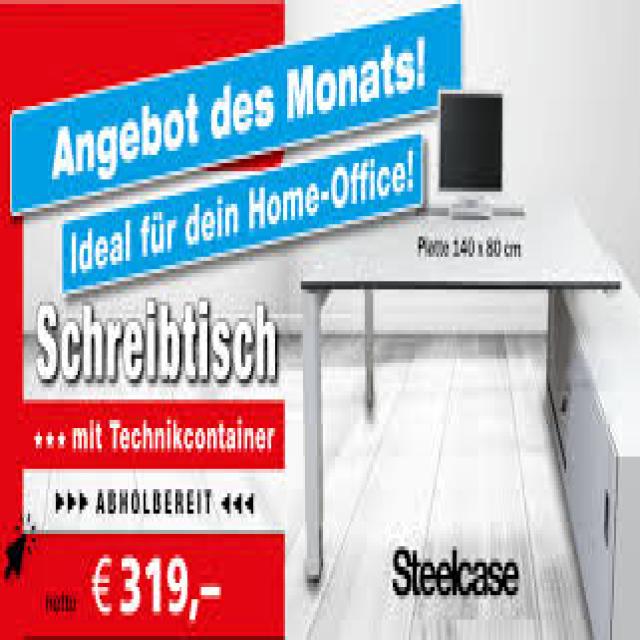 Angebot des Monats!
Ideal für dein Home-Office!
Platte 140 x 80 cm
Schreibtisch
... mit Technikcontainer
ABHOLBEREIT
netto € 319,–
Steelcase